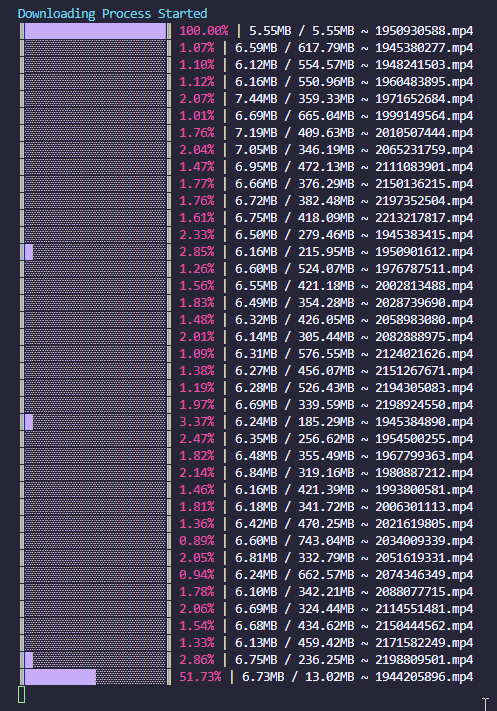 Downloading Process Started
100.00% | 5.55MB / 5.55MB ~ 1950930588.mp4
1.07% | 6.59MB / 617.79MB ~ 1945380277.mp4
1.10% | 6.12MB / 554.57MB ~ 1948241503.mp4
1.12% | 6.16MB / 550.96MB ~ 1960483895.mp4
2.07% | 7.44MB / 359.33MB ~ 1971652684.mp4
1.01% | 6.69MB / 665.04MB ~ 1999149564.mp4
1.76% | 7.19MB / 409.63MB ~ 2010507444.mp4
2.04% | 7.05MB / 346.19MB ~ 2065231759.mp4
1.47% | 6.95MB / 472.13MB ~ 2111083901.mp4
1.77% | 6.66MB / 376.29MB ~ 2150136215.mp4
1.76% | 6.72MB / 382.48MB ~ 2197352504.mp4
1.61% | 6.75MB / 418.09MB ~ 2213217817.mp4
2.33% | 6.50MB / 279.46MB ~ 1945383415.mp4
2.85% | 6.16MB / 215.95MB ~ 1950901612.mp4
1.26% | 6.60MB / 524.07MB ~ 1976787511.mp4
1.56% | 6.55MB / 421.18MB ~ 2002813488.mp4
1.83% | 6.49MB / 354.28MB ~ 2028739690.mp4
1.48% | 6.32MB / 426.05MB ~ 2058983080.mp4
2.01% | 6.14MB / 305.44MB ~ 2082888975.mp4
1.09% | 6.31MB / 576.55MB ~ 2124021626.mp4
1.38% | 6.27MB / 456.07MB ~ 2151267671.mp4
1.19% | 6.28MB / 526.43MB ~ 2194305083.mp4
1.97% | 6.69MB / 339.59MB ~ 2198924550.mp4
3.37% | 6.24MB / 185.29MB ~ 1945384890.mp4
2.47% | 6.35MB / 256.62MB ~ 1954500255.mp4
1.82% | 6.48MB / 355.49MB ~ 1967799363.mp4
2.14% | 6.84MB / 319.16MB ~ 1980887212.mp4
1.46% | 6.16MB / 421.39MB ~ 1993800581.mp4
1.81% | 6.18MB / 341.72MB ~ 2006301113.mp4
1.36% | 6.42MB / 470.25MB ~ 2021619805.mp4
0.89% | 6.60MB / 743.04MB ~ 2034009339.mp4
2.05% | 6.81MB / 332.79MB ~ 2051619331.mp4
0.94% | 6.24MB / 662.57MB ~ 2074346349.mp4
1.78% | 6.10MB / 342.21MB ~ 2088077715.mp4
2.06% | 6.69MB / 324.44MB ~ 2114551481.mp4
1.54% | 6.68MB / 434.62MB ~ 2150444562.mp4
1.33% | 6.13MB / 459.42MB ~ 2171582249.mp4
2.86% | 6.75MB / 236.25MB ~ 2198809501.mp4
51.73% | 6.73MB / 13.02MB ~ 1944205896.mp4